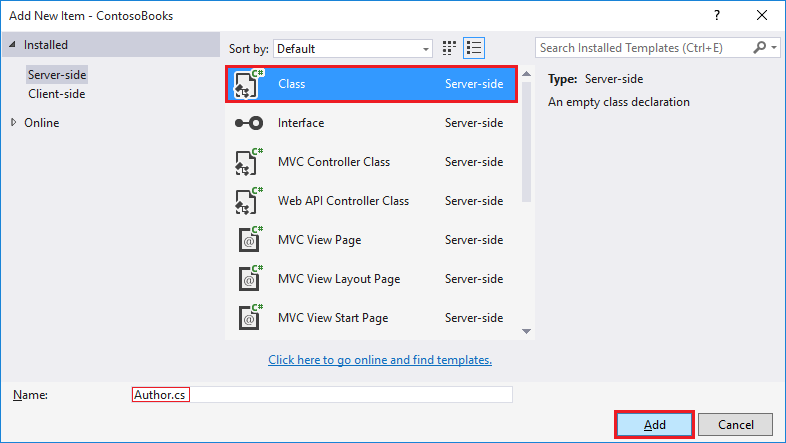 Add New Item - ContosoBooks
? 
Installed
Server-side
Client-side
Online
Sort by: Default
Search Installed Templates (Ctrl+E)
C# Class Server-side
Interface Server-side
C# MVC Controller Class Server-side
C# Web API Controller Class Server-side
C# @ MVC View Page Server-side
C# @ MVC View Layout Page Server-side
C# @ MVC View Start Page Server-side
Type: Server-side
An empty class declaration
Click here to go online and find templates.
Name: Author.cs
Add Cancel